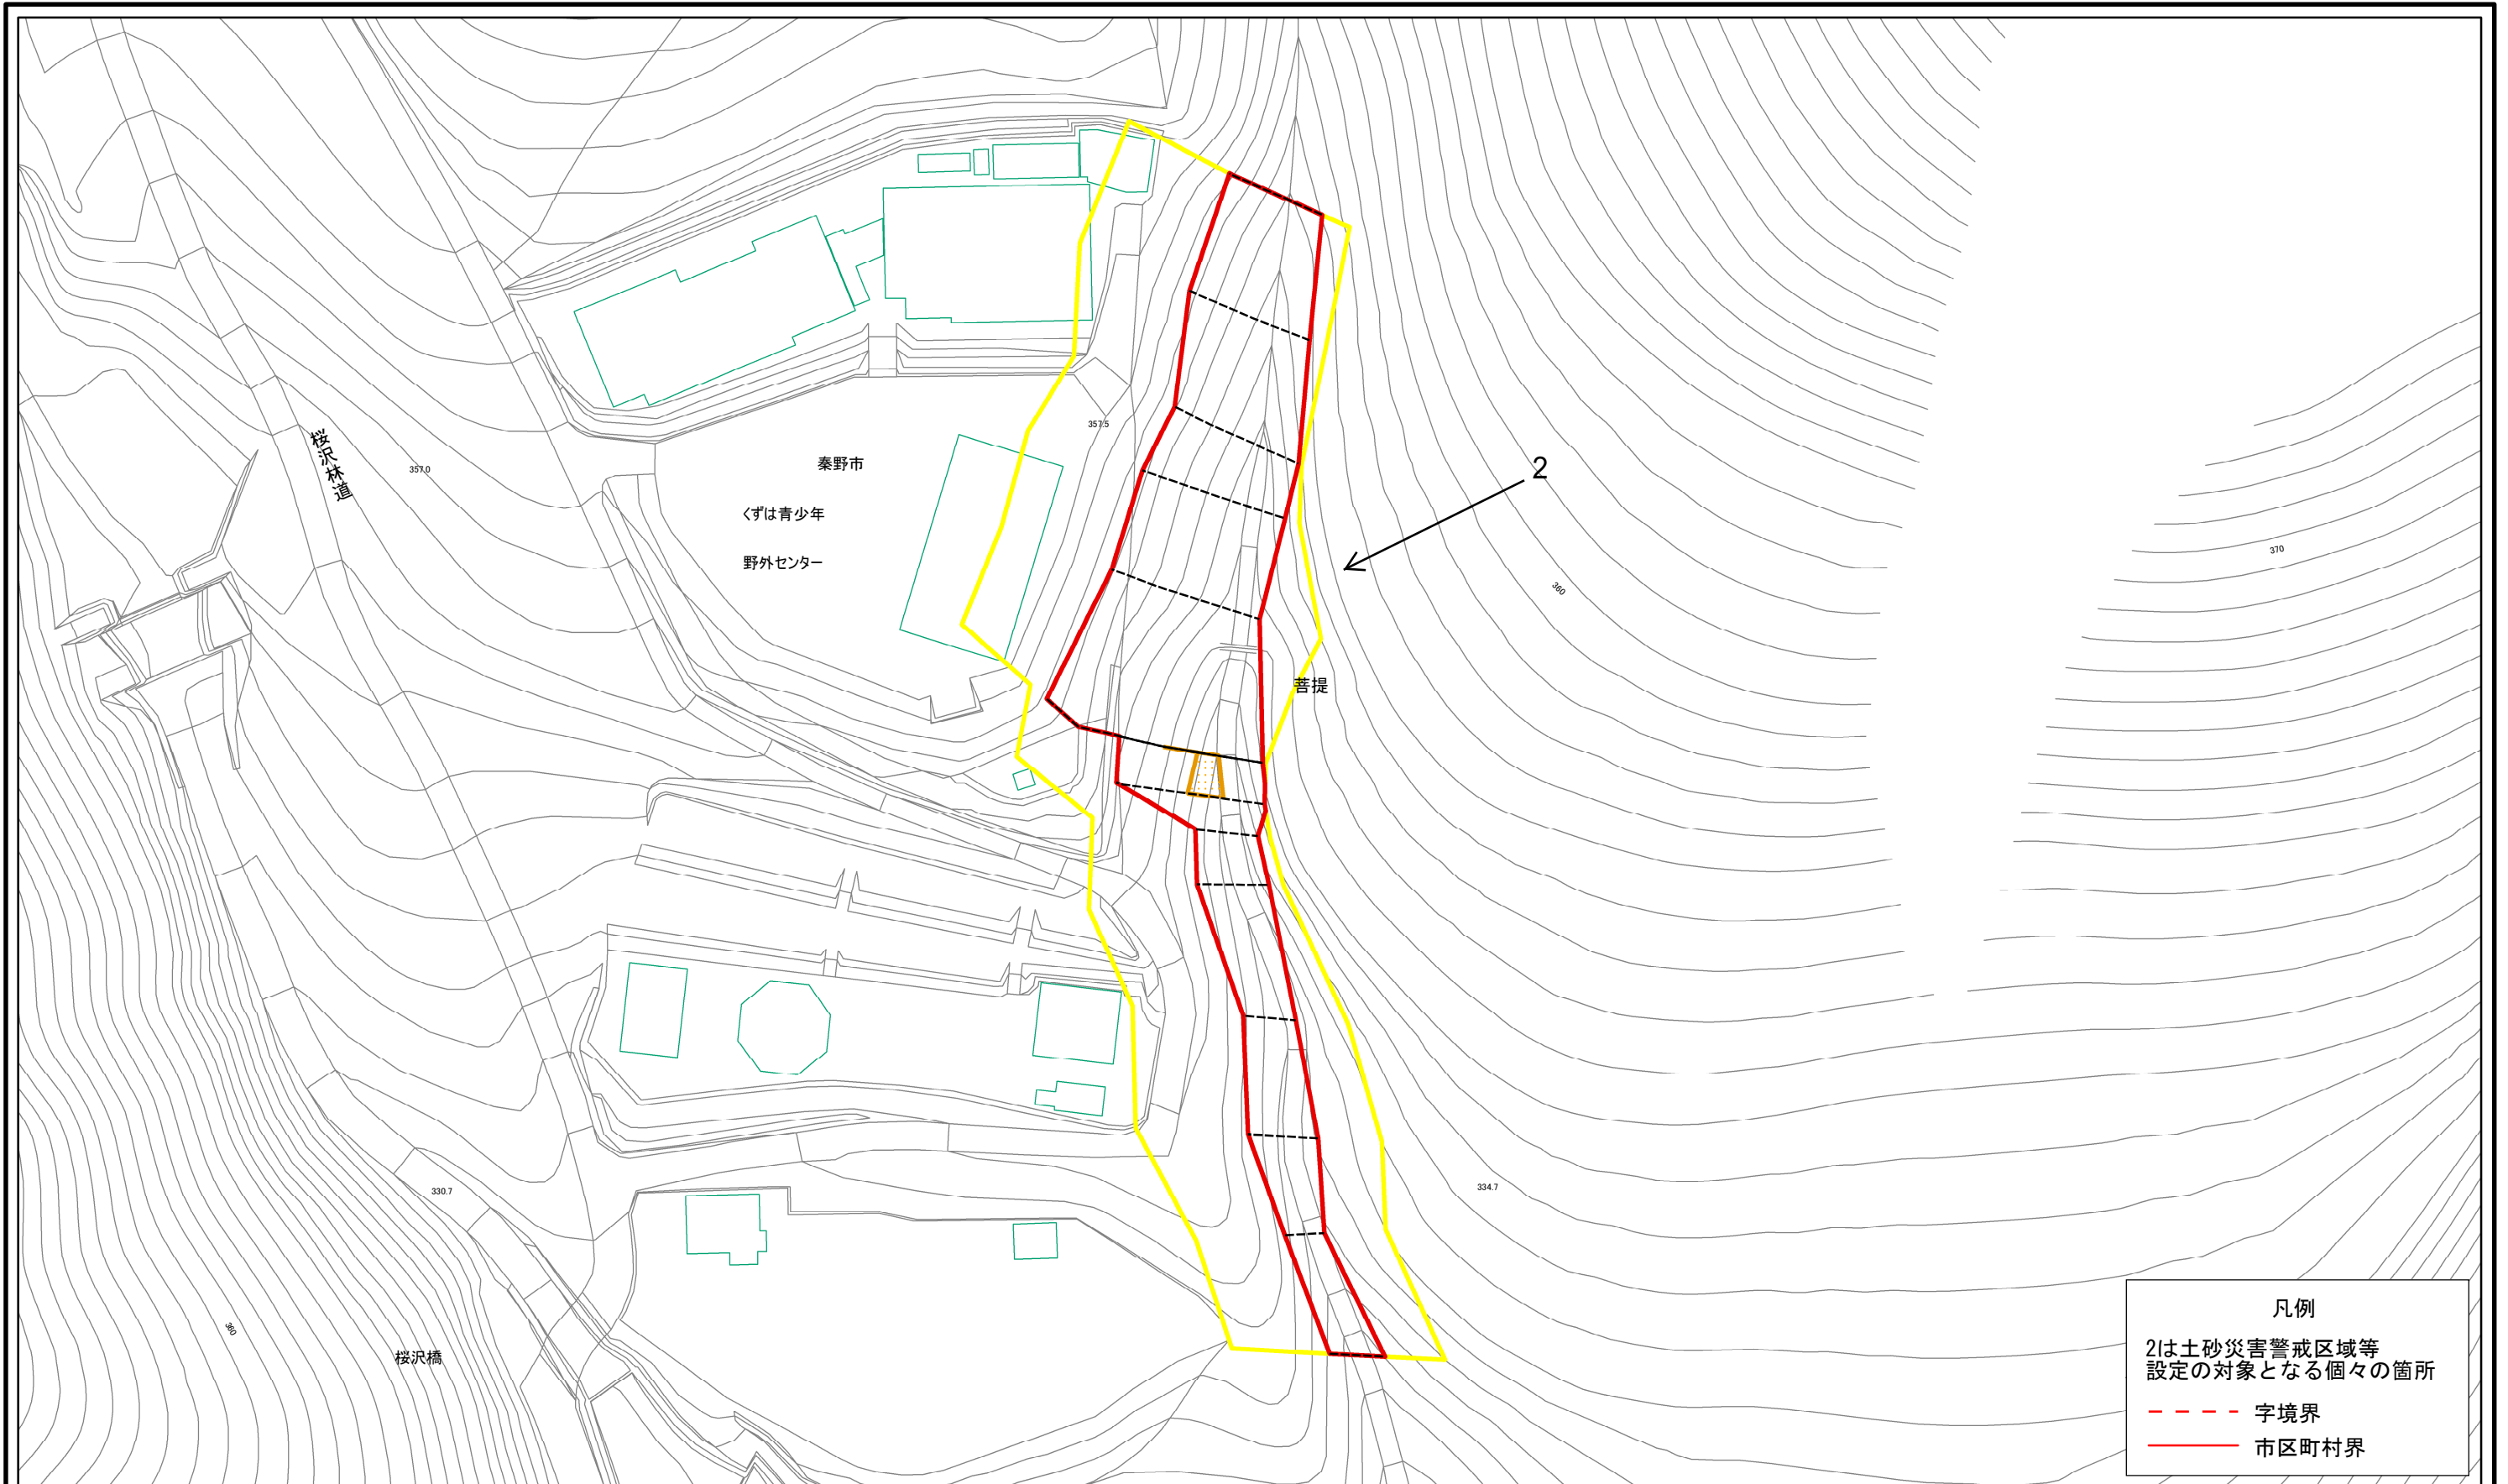 桜沢林道
357.0
357.5
秦野市
くずは青少年
野外センター
2
360
370
菩提
330.7
334.7
360
桜沢橋
凡例
2は土砂災害警戒区域等
設定の対象となる個々の箇所
字境界
市区町村界